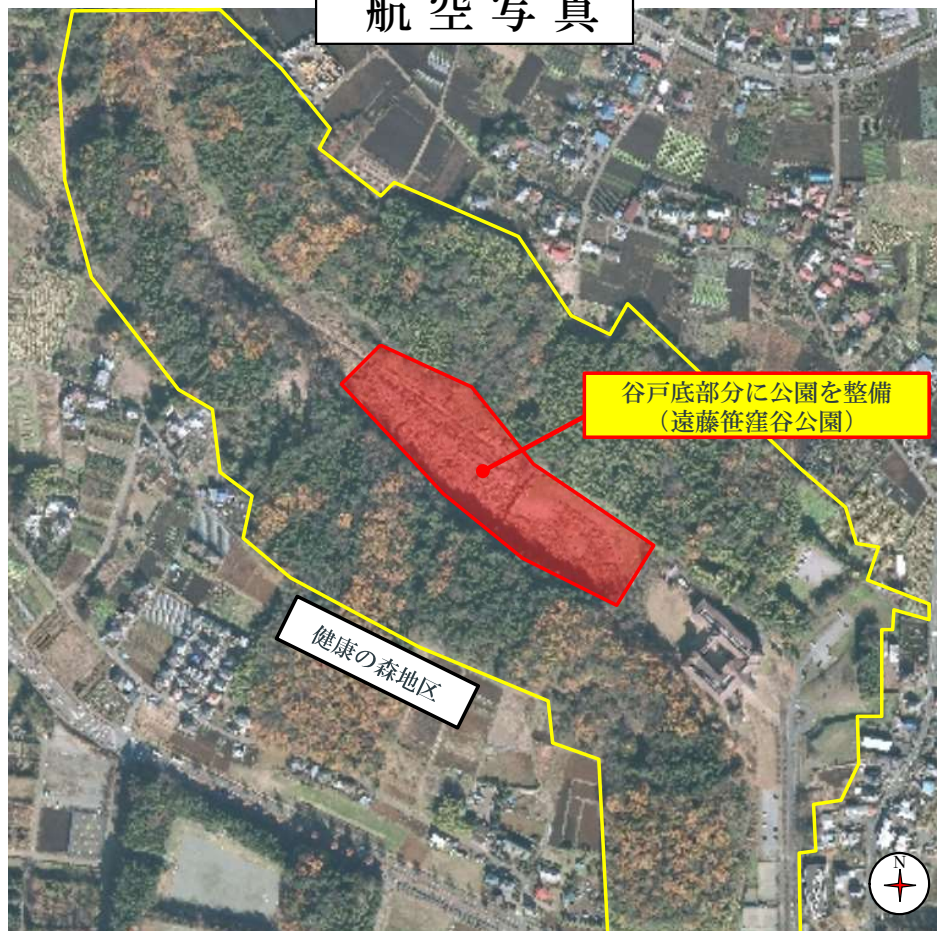 航空写真
谷戸底部分に公園を整備
（遠藤笹窪谷公園）
健康の森地区
N